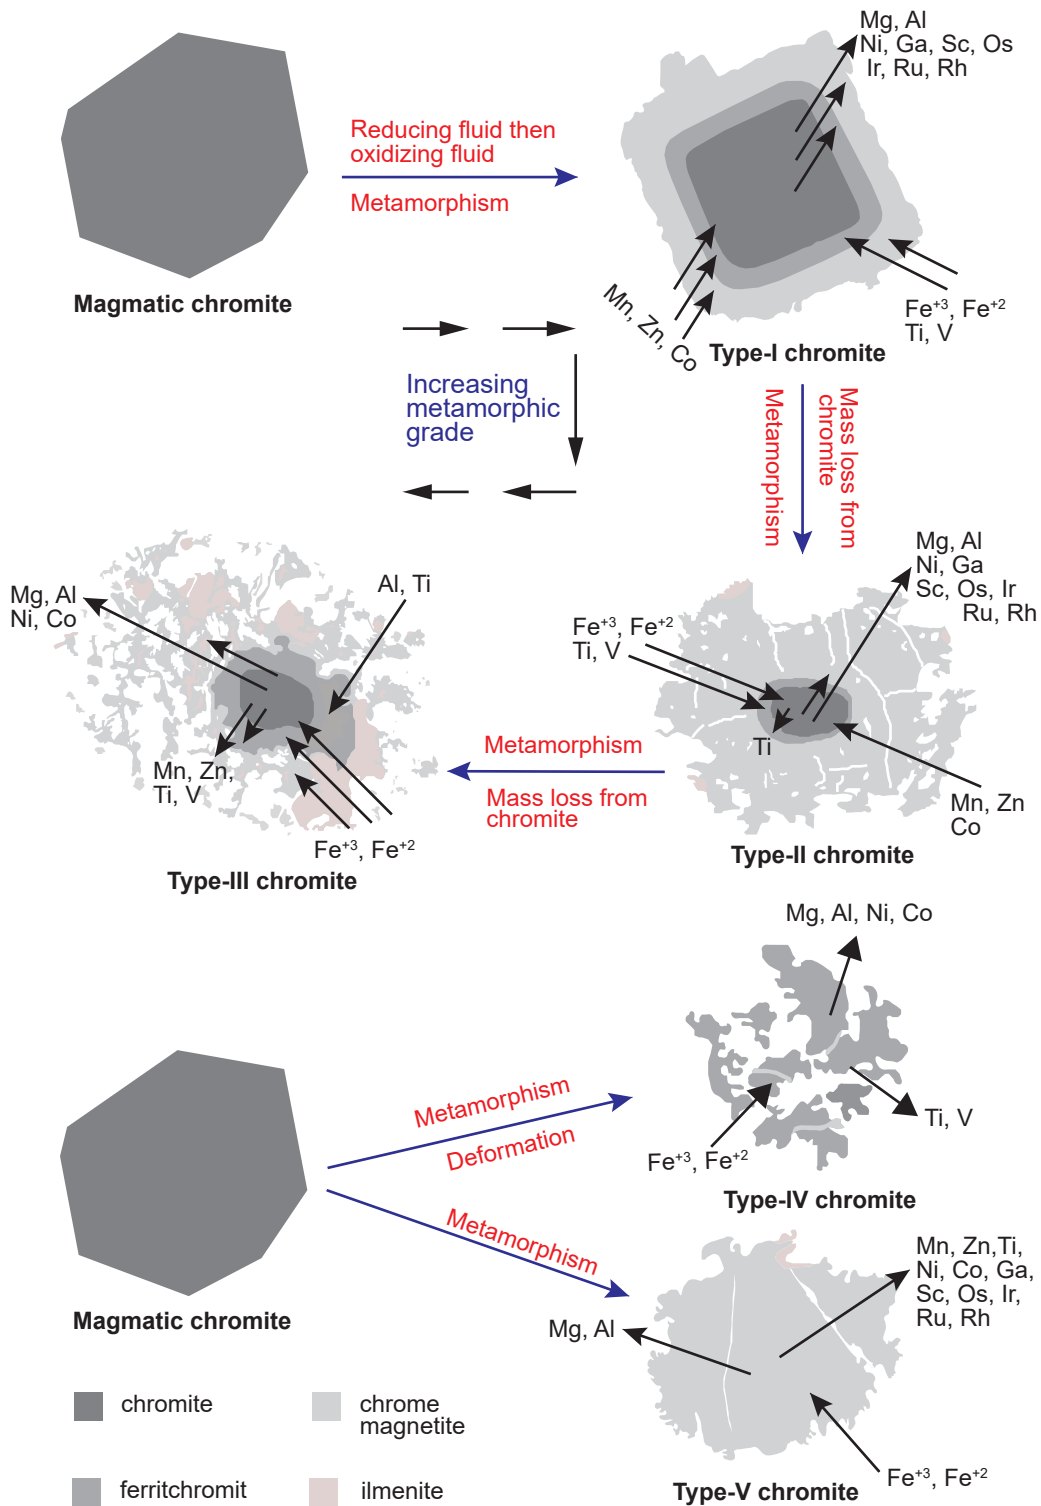 Mg, Al
Ni, Ga, Sc, Os
Ir, Ru, Rh
Reducing fluid then
oxidizing fluid
Metamorphism
Magmatic chromite
Mn, Zn, Co
Fe⁺³, Fe⁺²
Ti, V
Type-I chromite
Increasing
metamorphic
grade
Metamorphism
Mass loss from
chromite
Mg, Al
Ni, Co
Al, Ti
Mn, Zn,
Ti, V
Fe⁺³, Fe⁺²
Type-III chromite
Metamorphism
Mass loss from
chromite
Mg, Al
Ni, Ga
Sc, Os, Ir
Ru, Rh
Fe⁺³, Fe⁺²
Ti, V
Ti
Mn, Zn
Co
Type-II chromite
Mg, Al, Ni, Co
Metamorphism
Deformation
Fe⁺³, Fe⁺²
Ti, V
Type-IV chromite
Metamorphism
Magmatic chromite
Mn, Zn,Ti,
Ni, Co, Ga,
Sc, Os, Ir,
Ru, Rh
Mg, Al
Fe⁺³, Fe⁺²
Type-V chromite
chromite
chrome
magnetite
ferritchromit
ilmenite